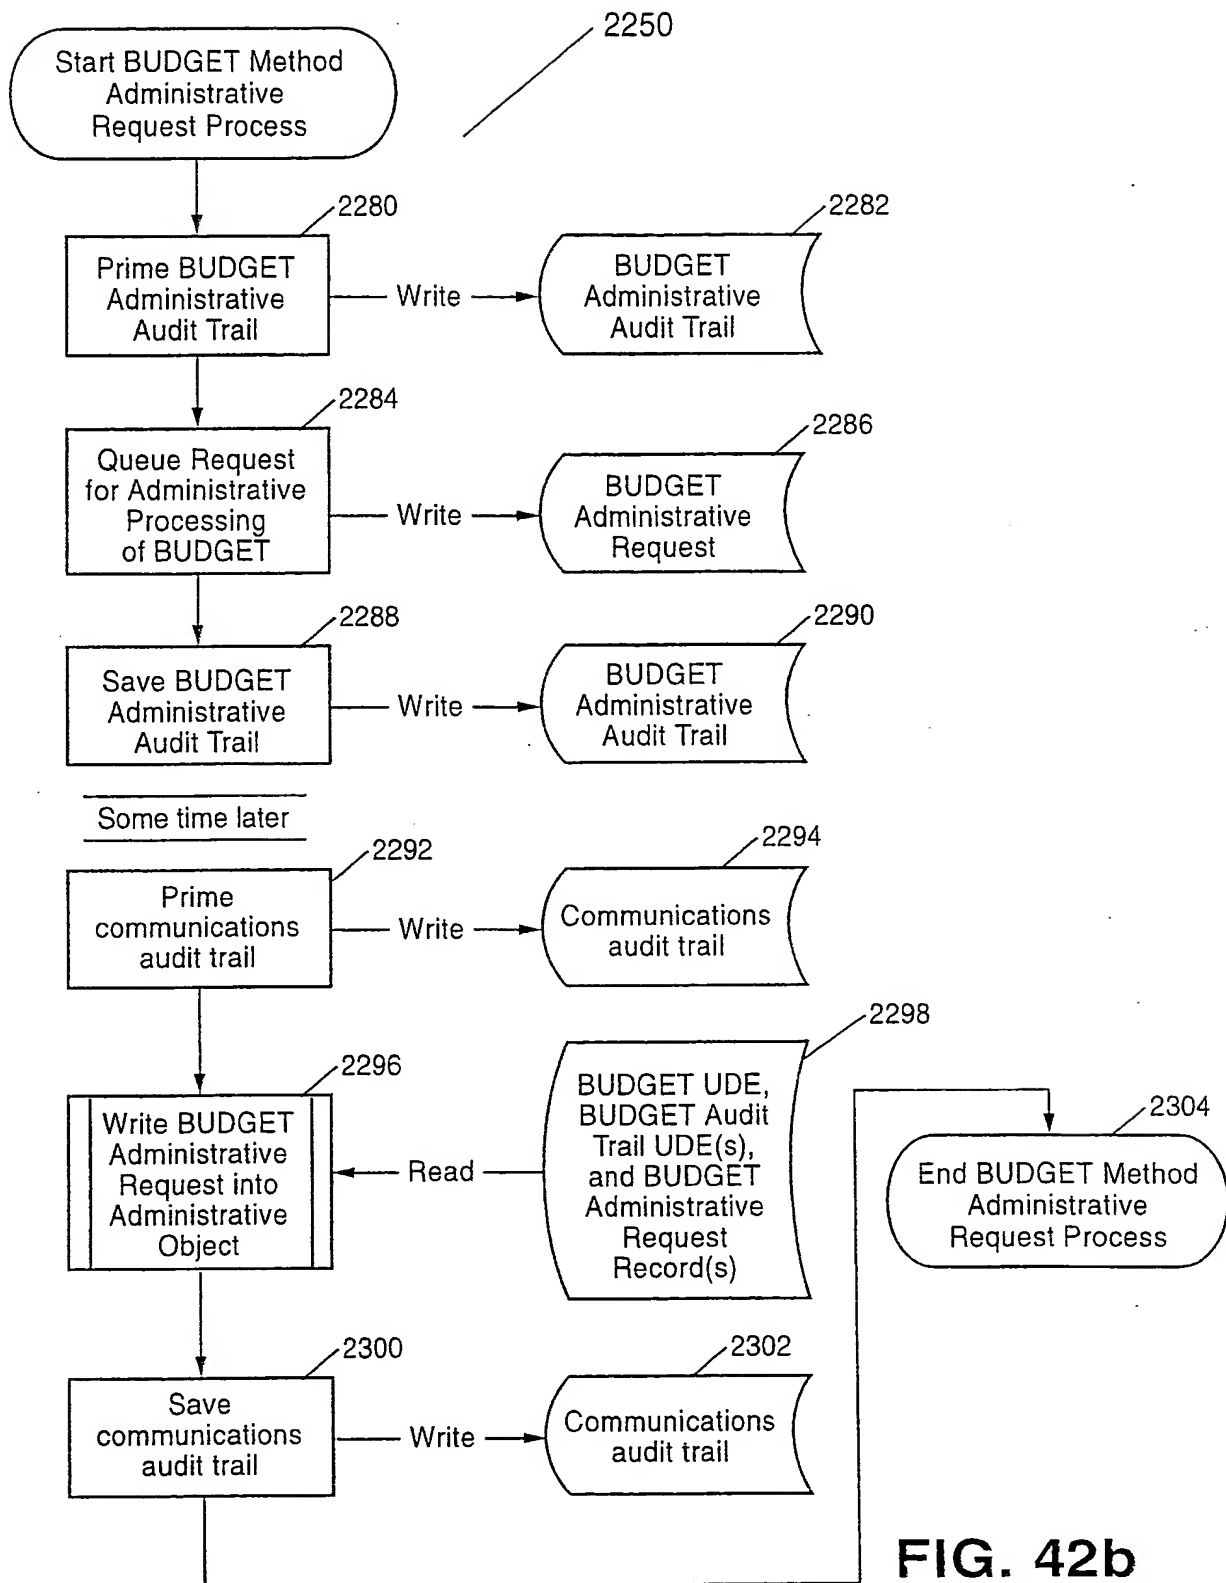 2250
Start BUDGET Method
Administrative
Request Process
2280
Prime BUDGET
Administrative
Audit Trail
Write
2282
BUDGET
Administrative
Audit Trail
2284
Queue Request
for Administrative
Processing
of BUDGET
Write
2286
BUDGET
Administrative
Request
2288
Save BUDGET
Administrative
Audit Trail
Write
2290
BUDGET
Administrative
Audit Trail
Some time later
2292
Prime
communications
audit trail
Write
2294
Communications
audit trail
2296
Write BUDGET
Administrative
Request into
Administrative
Object
Read
2298
BUDGET UDE,
BUDGET Audit
Trail UDE(s),
and BUDGET
Administrative
Request
Record(s)
2300
Save
communications
audit trail
Write
2302
Communications
audit trail
2304
End BUDGET Method
Administrative
Request Process
FIG. 42b